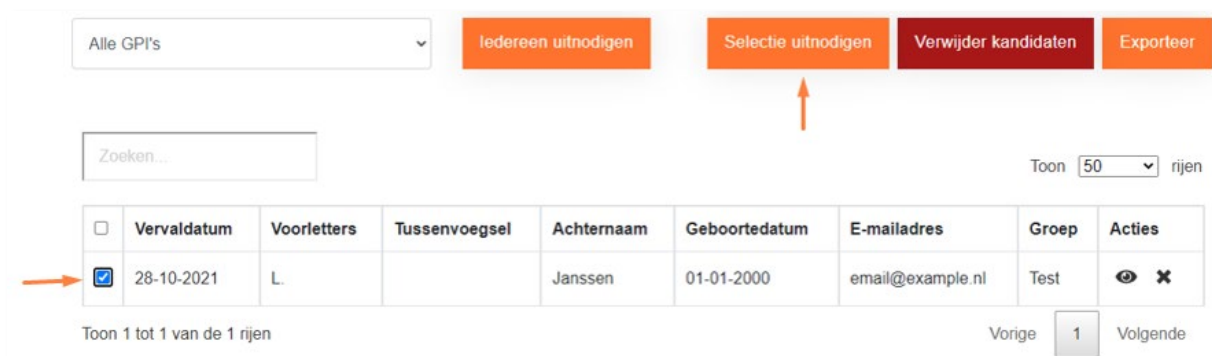 Alle GPI's Iedereen uitnodigen Selectie uitnodigen Verwijder kandidaten Exporteer
Zoeken...
Toon 50 rijen
Vervaldatum Voorletters Tussenvoegsel Achternaam Geboortedatum E-mailadres Groep Acties
28-10-2021 L. Janssen 01-01-2000 email@example.nl Test
Toon 1 tot 1 van de 1 rijen Vorige 1 Volgende